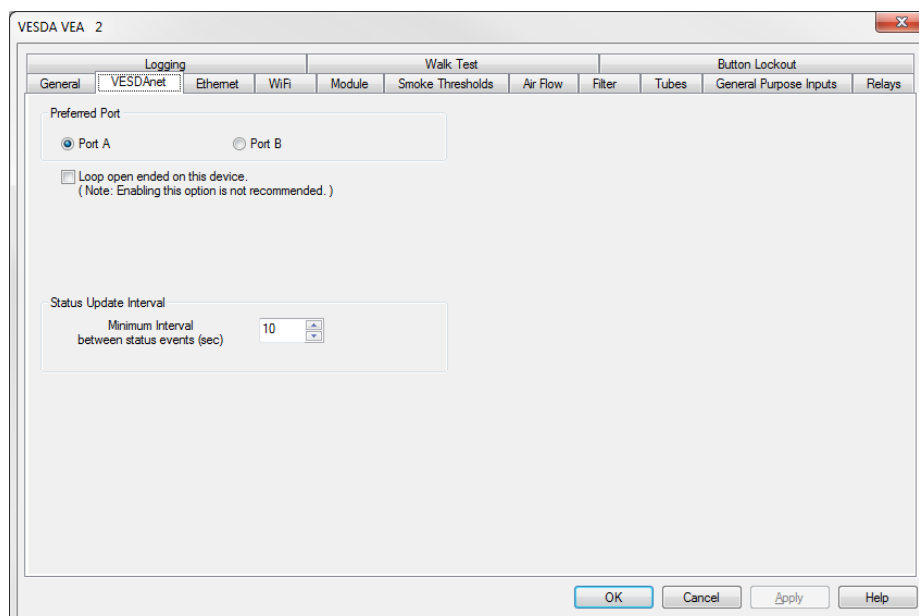 VESDA VEA 2
Logging Walk Test Button Lockout
General VESDAnet Ethernet WiFi Module Smoke Thresholds Air Flow Filter Tubes General Purpose Inputs Relays
Preferred Port
Port A Port B
Loop open ended on this device.
( Note: Enabling this option is not recommended. )
Status Update Interval
Minimum Interval
between status events (sec) 10
OK Cancel Apply Help